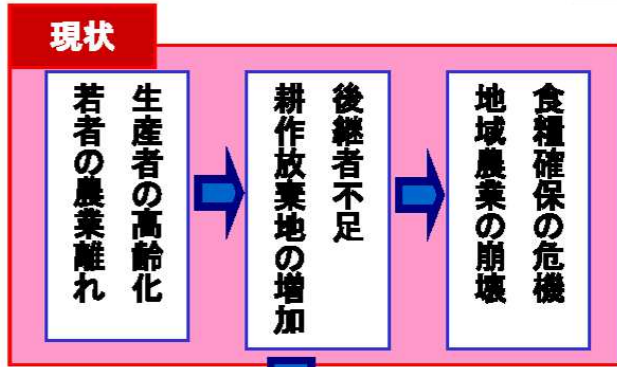 現状
生産者の高齢化
若者の農業離れ
後継者不足
耕作放棄地の増加
食糧確保の危機
地域農業の崩壊